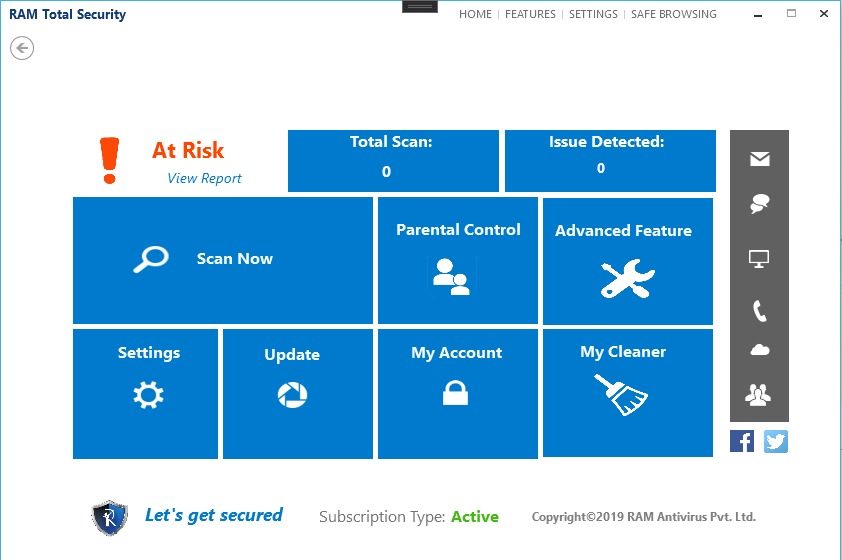 RAM Total Security
HOME | FEATURES | SETTINGS | SAFE BROWSING
At Risk
View Report
Total Scan:
0
Issue Detected:
0
Scan Now
Parental Control
Advanced Feature
Settings
Update
My Account
My Cleaner
Let's get secured
Subscription Type: Active
Copyright©2019 RAM Antivirus Pvt. Ltd.